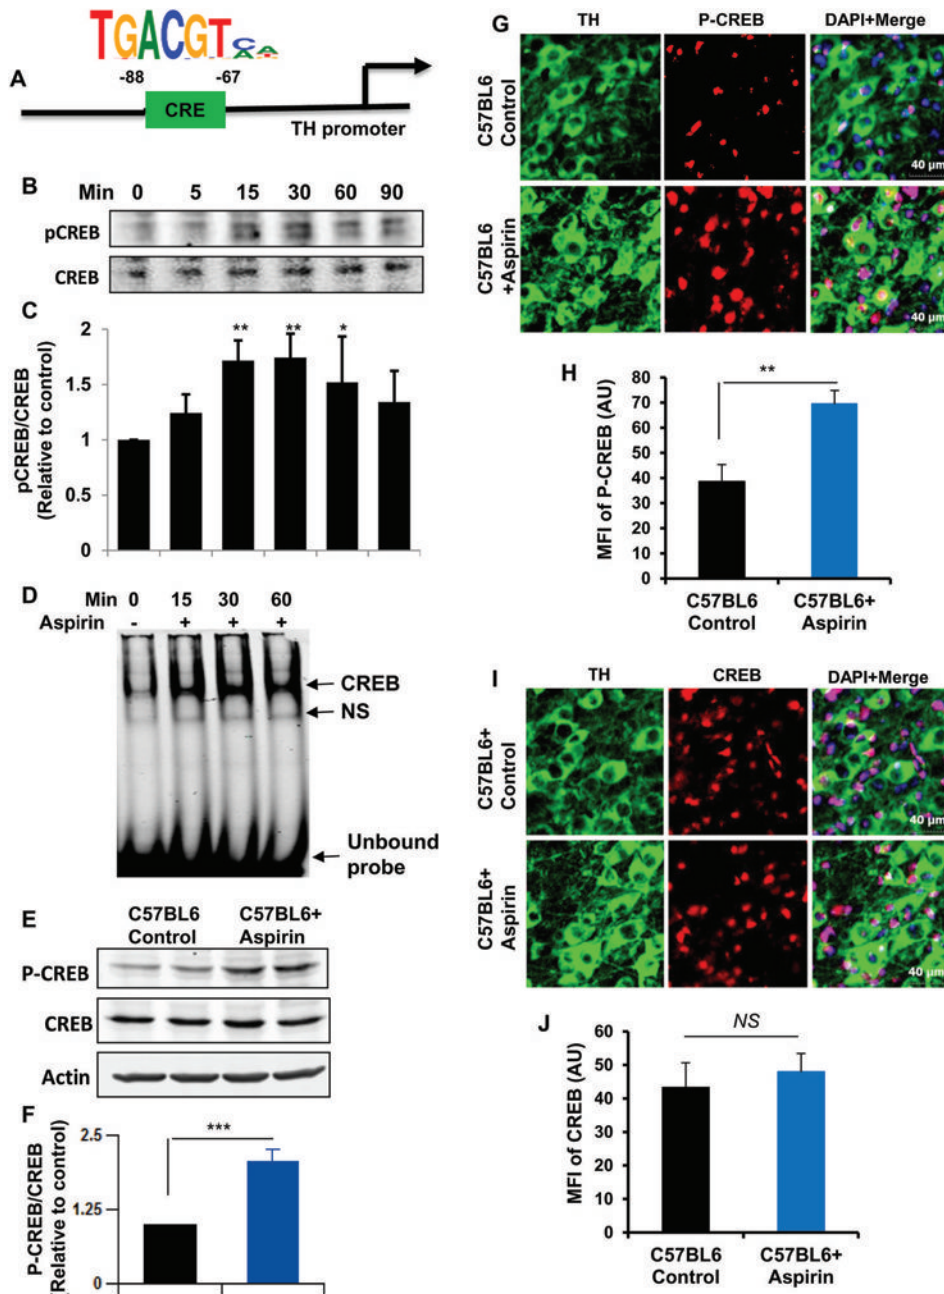 TGACGTCA
A
-88 -67
CRE
TH promoter
B
Min 0 5 15 30 60 90
pCREB
CREB
C
pCREB/CREB
(Relative to control)
2
1.5
1
0.5
0
** ** *
D
Min 0 15 30 60
Aspirin - + + +
CREB
NS
Unbound
probe
E
C57BL6
Control
C57BL6+
Aspirin
P-CREB
CREB
Actin
F
P-CREB/CREB
(Relative to control)
2.5
1.25
0
***
G
TH P-CREB DAPI+Merge
C57BL6
Control
40 µm
C57BL6
+Aspirin
40 µm
H
MFI of P-CREB (AU)
80
70
60
50
40
30
20
10
0
**
C57BL6
Control
C57BL6+
Aspirin
I
TH CREB DAPI+Merge
C57BL6+
Control
40 µm
C57BL6+
Aspirin
40 µm
J
MFI of CREB (AU)
60
50
40
30
20
10
0
NS
C57BL6
Control
C57BL6+
Aspirin